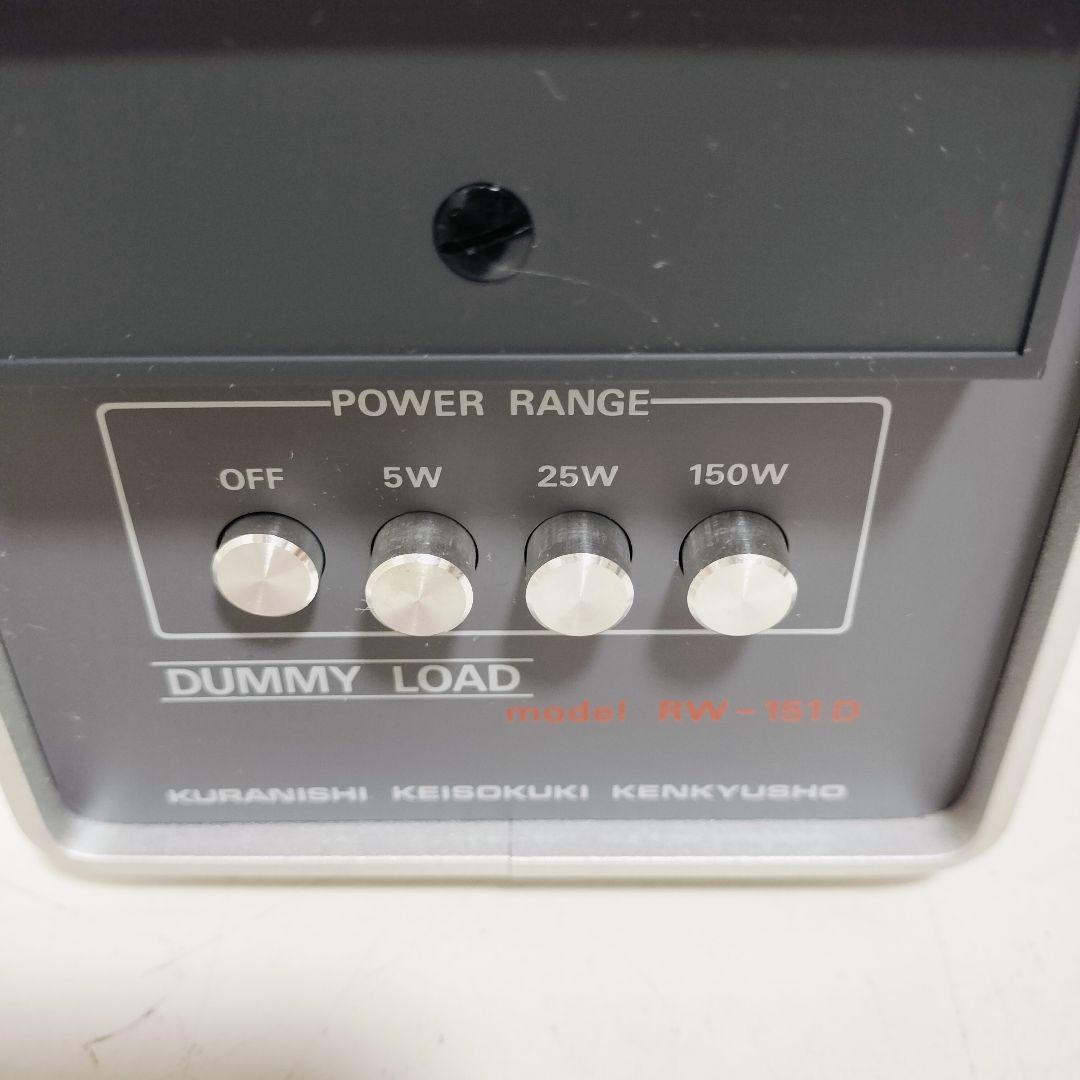 POWER RANGE
OFF 5W 25W 150W
DUMMY LOAD
model RW-151D
KURANISHI KEISOKUKI KENKYUSHO